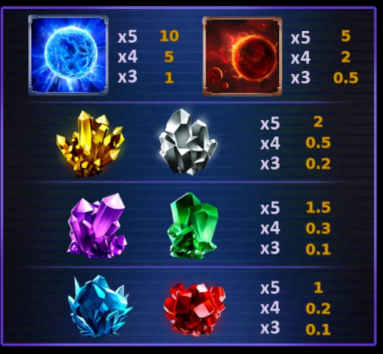 x5 10 x5 5
x4 5 x4 2
x3 1 x3 0.5
x5 2
x4 0.5
x3 0.2
x5 1.5
x4 0.3
x3 0.1
x5 1
x4 0.2
x3 0.1